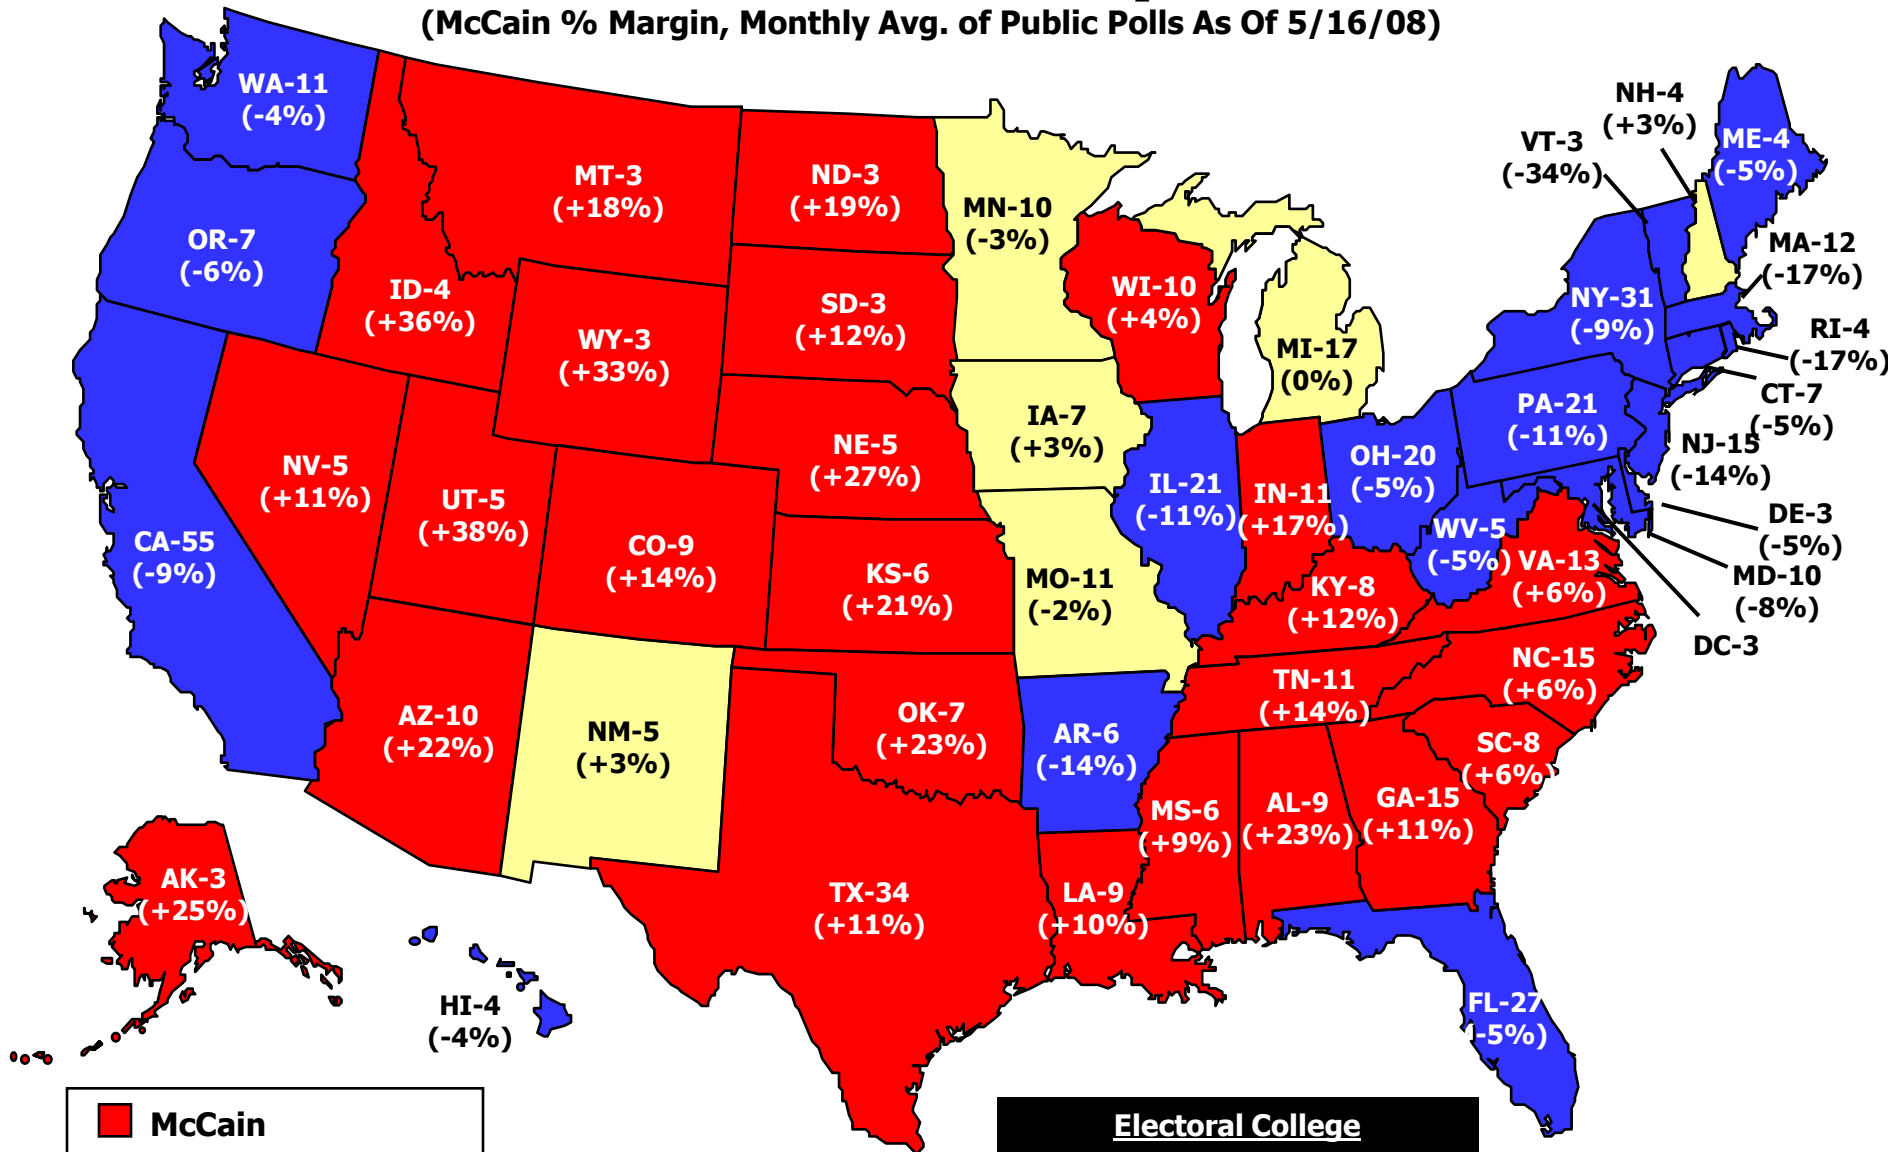 (McCain % Margin, Monthly Avg. of Public Polls As Of 5/16/08)
WA-11
(-4%)
OR-7
(-6%)
CA-55
(-9%)
ID-4
(+36%)
NV-5
(+11%)
UT-5
(+38%)
AZ-10
(+22%)
MT-3
(+18%)
WY-3
(+33%)
CO-9
(+14%)
NM-5
(+3%)
ND-3
(+19%)
SD-3
(+12%)
NE-5
(+27%)
KS-6
(+21%)
OK-7
(+23%)
TX-34
(+11%)
MN-10
(-3%)
IA-7
(+3%)
MO-11
(-2%)
AR-6
(-14%)
LA-9
(+10%)
WI-10
(+4%)
IL-21
(-11%)
MI-17
(0%)
IN-11
(+17%)
OH-20
(-5%)
KY-8
(+12%)
TN-11
(+14%)
MS-6
(+9%)
AL-9
(+23%)
GA-15
(+11%)
FL-27
(-5%)
SC-8
(+6%)
NC-15
(+6%)
VA-13
(+6%)
WV-5
(-5%)
PA-21
(-11%)
NY-31
(-9%)
VT-3
(-34%)
NH-4
(+3%)
ME-4
(-5%)
MA-12
(-17%)
RI-4
(-17%)
CT-7
(-5%)
NJ-15
(-14%)
DE-3
(-5%)
MD-10
(-8%)
DC-3
AK-3
(+25%)
HI-4
(-4%)
McCain
Electoral College